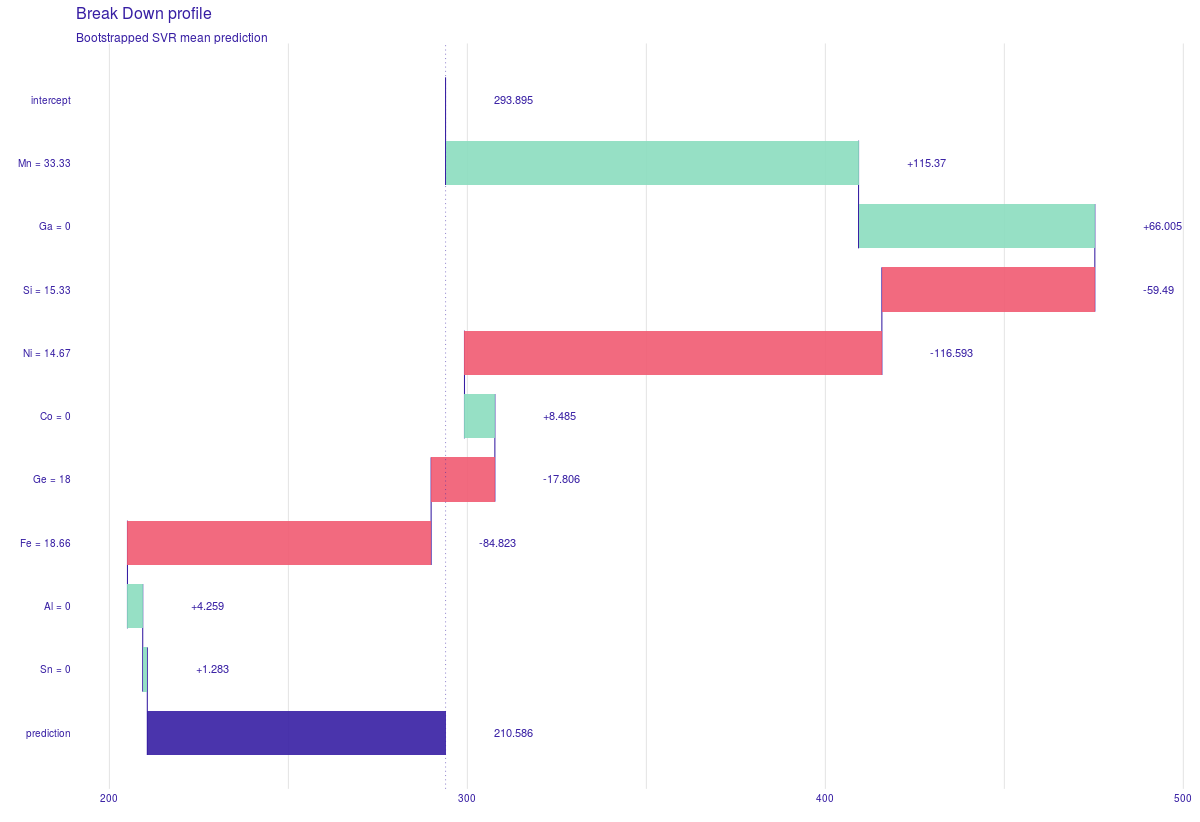 Break Down profile
Bootstrapped SVR mean prediction
intercept 293.895
Mn = 33.33 +115.37
Ga = 0 +66.005
Si = 15.33 -59.49
Ni = 14.67 -116.593
Co = 0 +8.485
Ge = 18 -17.806
Fe = 18.66 -84.823
Al = 0 +4.259
Sn = 0 +1.283
prediction 210.586
200 300 400 500